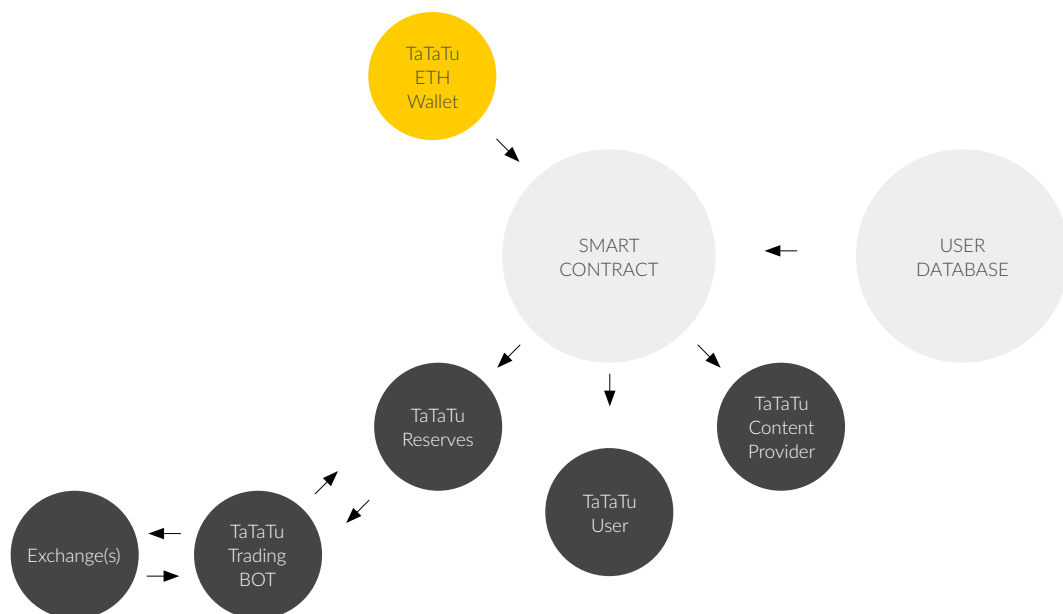 TaTaTu
ETH
Wallet
SMART
CONTRACT
USER
DATABASE
TaTaTu
Reserves
TaTaTu
Content
Provider
TaTaTu
User
Exchange(s)
TaTaTu
Trading
BOT